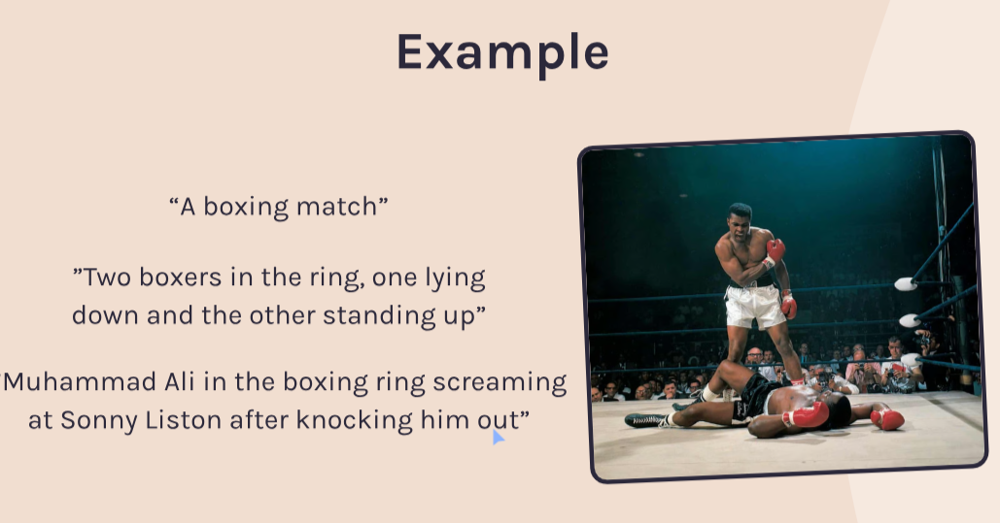 Example
“A boxing match”
”Two boxers in the ring, one lying
down and the other standing up”
"Muhammad Ali in the boxing ring screaming
at Sonny Liston after knocking him out”